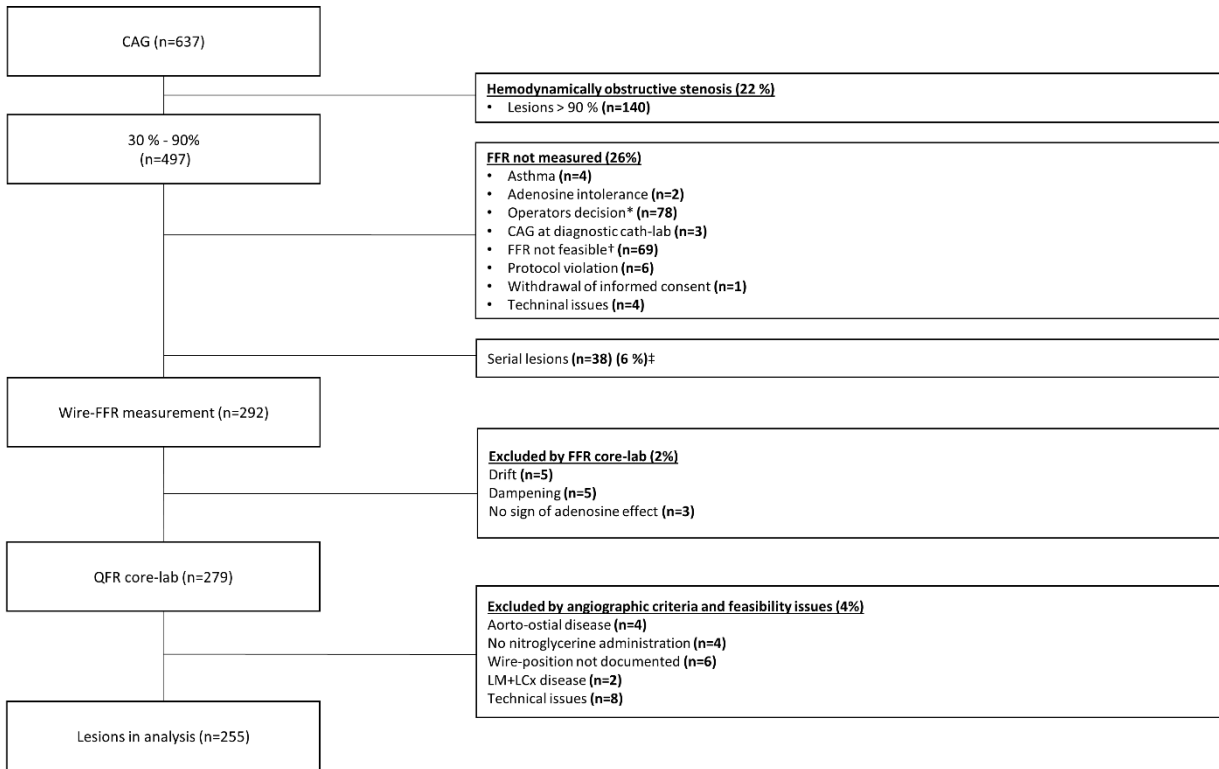 CAG (n=637)
Hemodynamically obstructive stenosis (22 %)
• Lesions > 90 % (n=140)
30 % - 90%
(n=497)
FFR not measured (26%)
• Asthma (n=4)
• Adenosine intolerance (n=2)
• Operators decision* (n=78)
• CAG at diagnostic cath-lab (n=3)
• FFR not feasible† (n=69)
• Protocol violation (n=6)
• Withdrawal of informed consent (n=1)
• Techninal issues (n=4)
Serial lesions (n=38) (6 %)‡
Wire-FFR measurement (n=292)
Excluded by FFR core-lab (2%)
Drift (n=5)
Dampening (n=5)
No sign of adenosine effect (n=3)
QFR core-lab (n=279)
Excluded by angiographic criteria and feasibility issues (4%)
Aorto-ostial disease (n=4)
No nitroglycerine administration (n=4)
Wire-position not documented (n=6)
LM+LCx disease (n=2)
Technical issues (n=8)
Lesions in analysis (n=255)